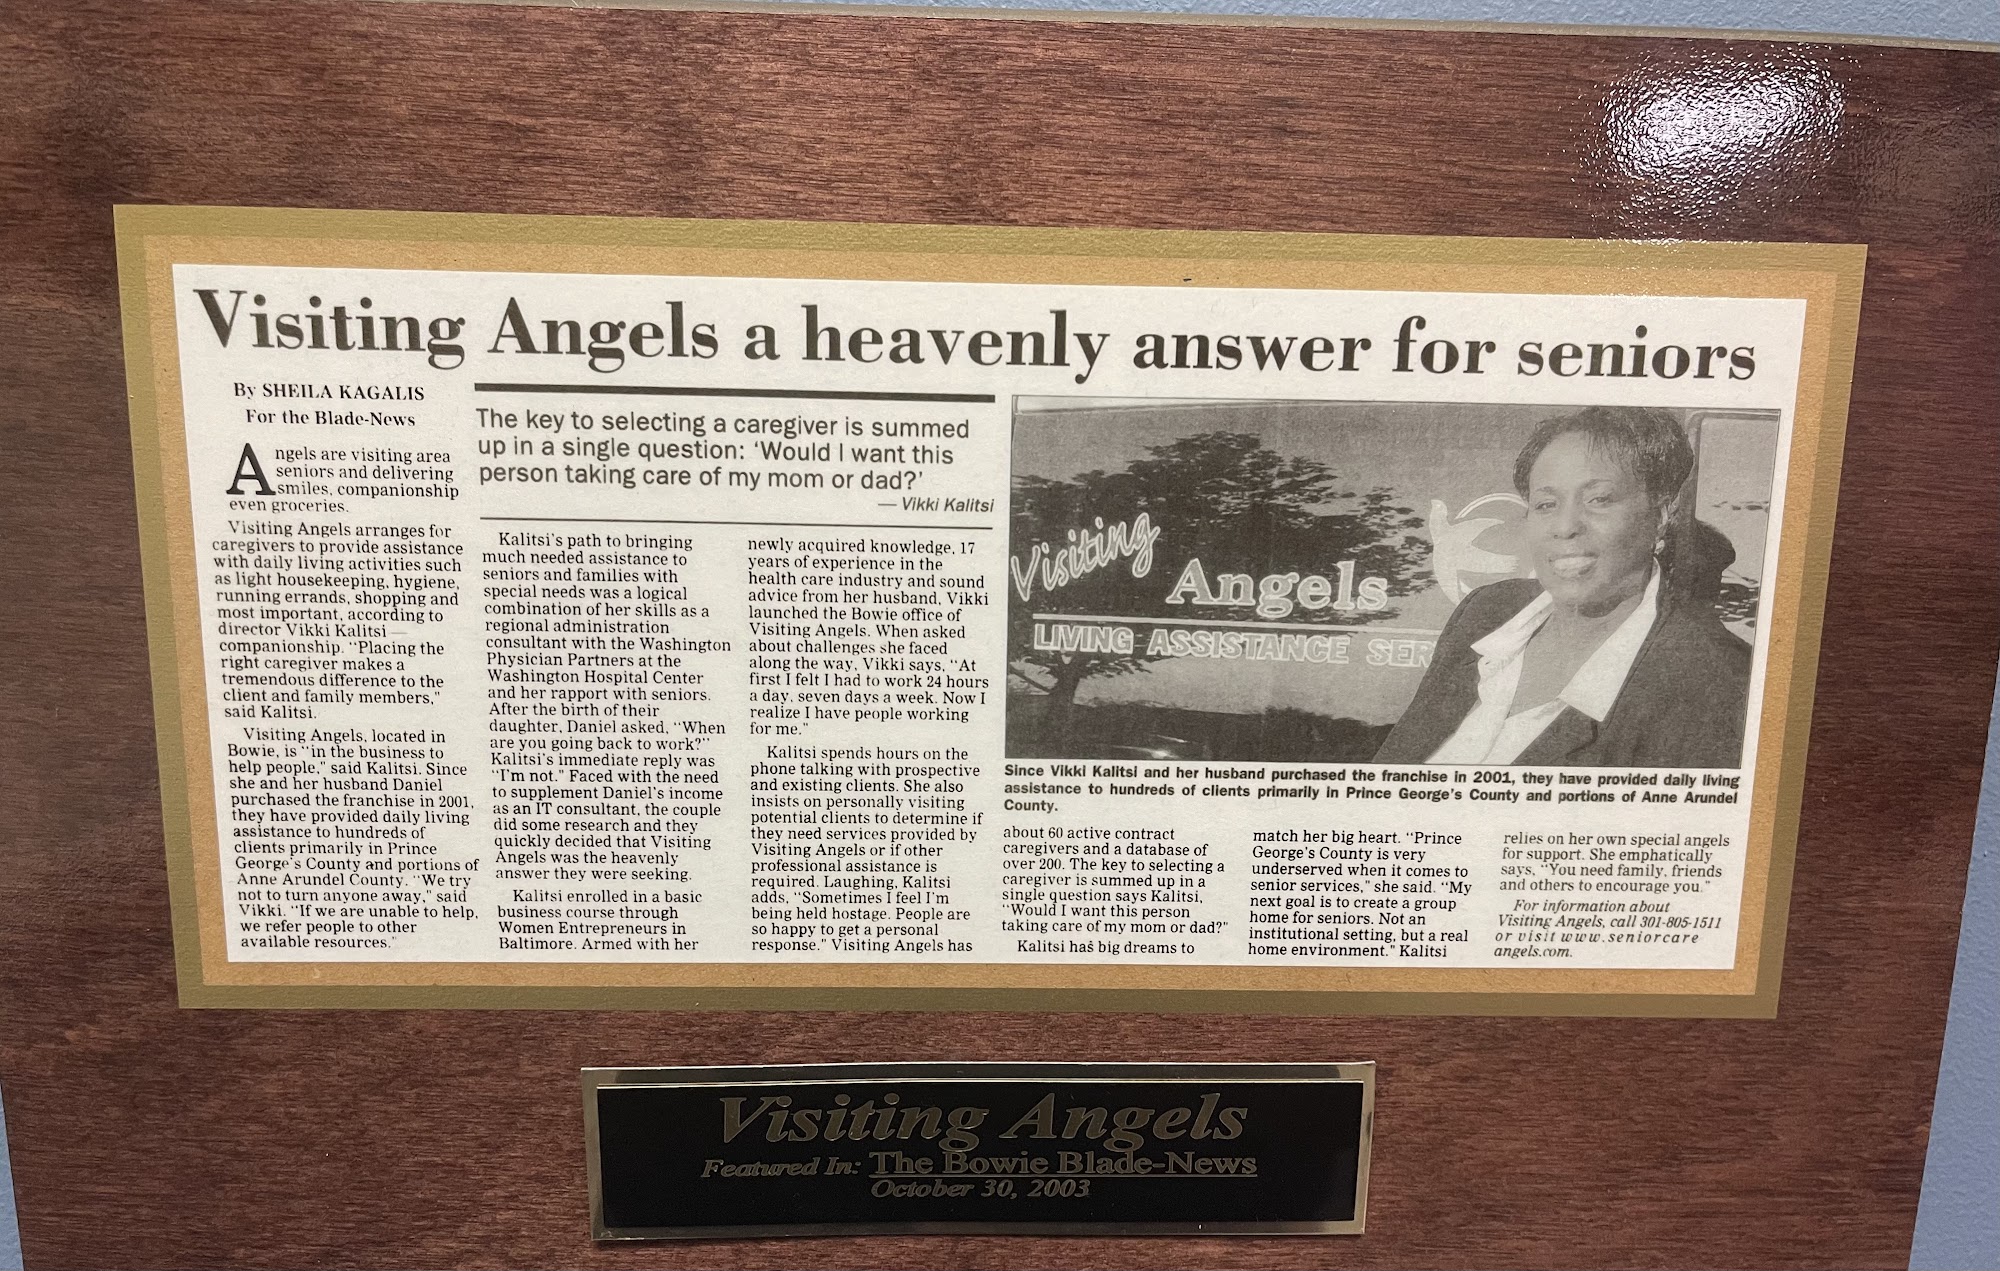 Visiting Angels a heavenly answer for seniors
By SHEILA KAGALIS
For the Blade-News
Angels are visiting area
seniors and delivering
smiles, companionship
even groceries.
Visiting Angels arranges for
caregivers to provide assistance
with daily living activities such
as light housekeeping, hygiene,
running errands, shopping and
most important, according to
director Vikki Kalitsi —
companionship. "Placing the
right caregiver makes a
tremendous difference to the
client and family members,"
said Kalitsi.
Visiting Angels, located in
Bowie, is "in the business to
help people," said Kalitsi. Since
she and her husband Daniel
purchased the franchise in 2001,
they have provided daily living
assistance to hundreds of
clients primarily in Prince
George's County and portions of
Anne Arundel County. "We try
not to turn anyone away," said
Vikki. "If we are unable to help,
we refer people to other
available resources."
The key to selecting a caregiver is summed
up in a single question: 'Would I want this
person taking care of my mom or dad?'
— Vikki Kalitsi
Kalitsi's path to bringing
much needed assistance to
seniors and families with
special needs was a logical
combination of her skills as a
regional administration
consultant with the Washington
Physician Partners at the
Washington Hospital Center
and her rapport with seniors.
After the birth of their
daughter, Daniel asked, "When
are you going back to work?"
Kalitsi's immediate reply was
"I'm not." Faced with the need
to supplement Daniel's income
as an IT consultant, the couple
did some research and they
quickly decided that Visiting
Angels was the heavenly
answer they were seeking.
Kalitsi enrolled in a basic
business course through
Women Entrepreneurs in
Baltimore. Armed with her
newly acquired knowledge, 17
years of experience in the
health care industry and sound
advice from her husband, Vikki
launched the Bowie office of
Visiting Angels. When asked
about challenges she faced
along the way, Vikki says, "At
first I felt I had to work 24 hours
a day, seven days a week. Now I
realize I have people working
for me."
Kalitsi spends hours on the
phone talking with prospective
and existing clients. She also
insists on personally visiting
potential clients to determine if
they need services provided by
Visiting Angels or if other
professional assistance is
required. Laughing, Kalitsi
adds, "Sometimes I feel I'm
being held hostage. People are
so happy to get a personal
response." Visiting Angels has
Visiting
Angels
LIVING ASSISTANCE SER
Since Vikki Kalitsi and her husband purchased the franchise in 2001, they have provided daily living
assistance to hundreds of clients primarily in Prince George's County and portions of Anne Arundel
County.
about 60 active contract
caregivers and a database of
over 200. The key to selecting a
caregiver is summed up in a
single question says Kalitsi,
"Would I want this person
taking care of my mom or dad?"
Kalitsi has big dreams to
match her big heart. "Prince
George's County is very
underserved when it comes to
senior services," she said. "My
next goal is to create a group
home for seniors. Not an
institutional setting, but a real
home environment." Kalitsi
relies on her own special angels
for support. She emphatically
says, "You need family, friends
and others to encourage you."
For information about
Visiting Angels, call 301-805-1511
or visit www.seniorcare
angels.com.
Visiting Angels
Featured In: The Bowie Blade-News
October 30, 2003